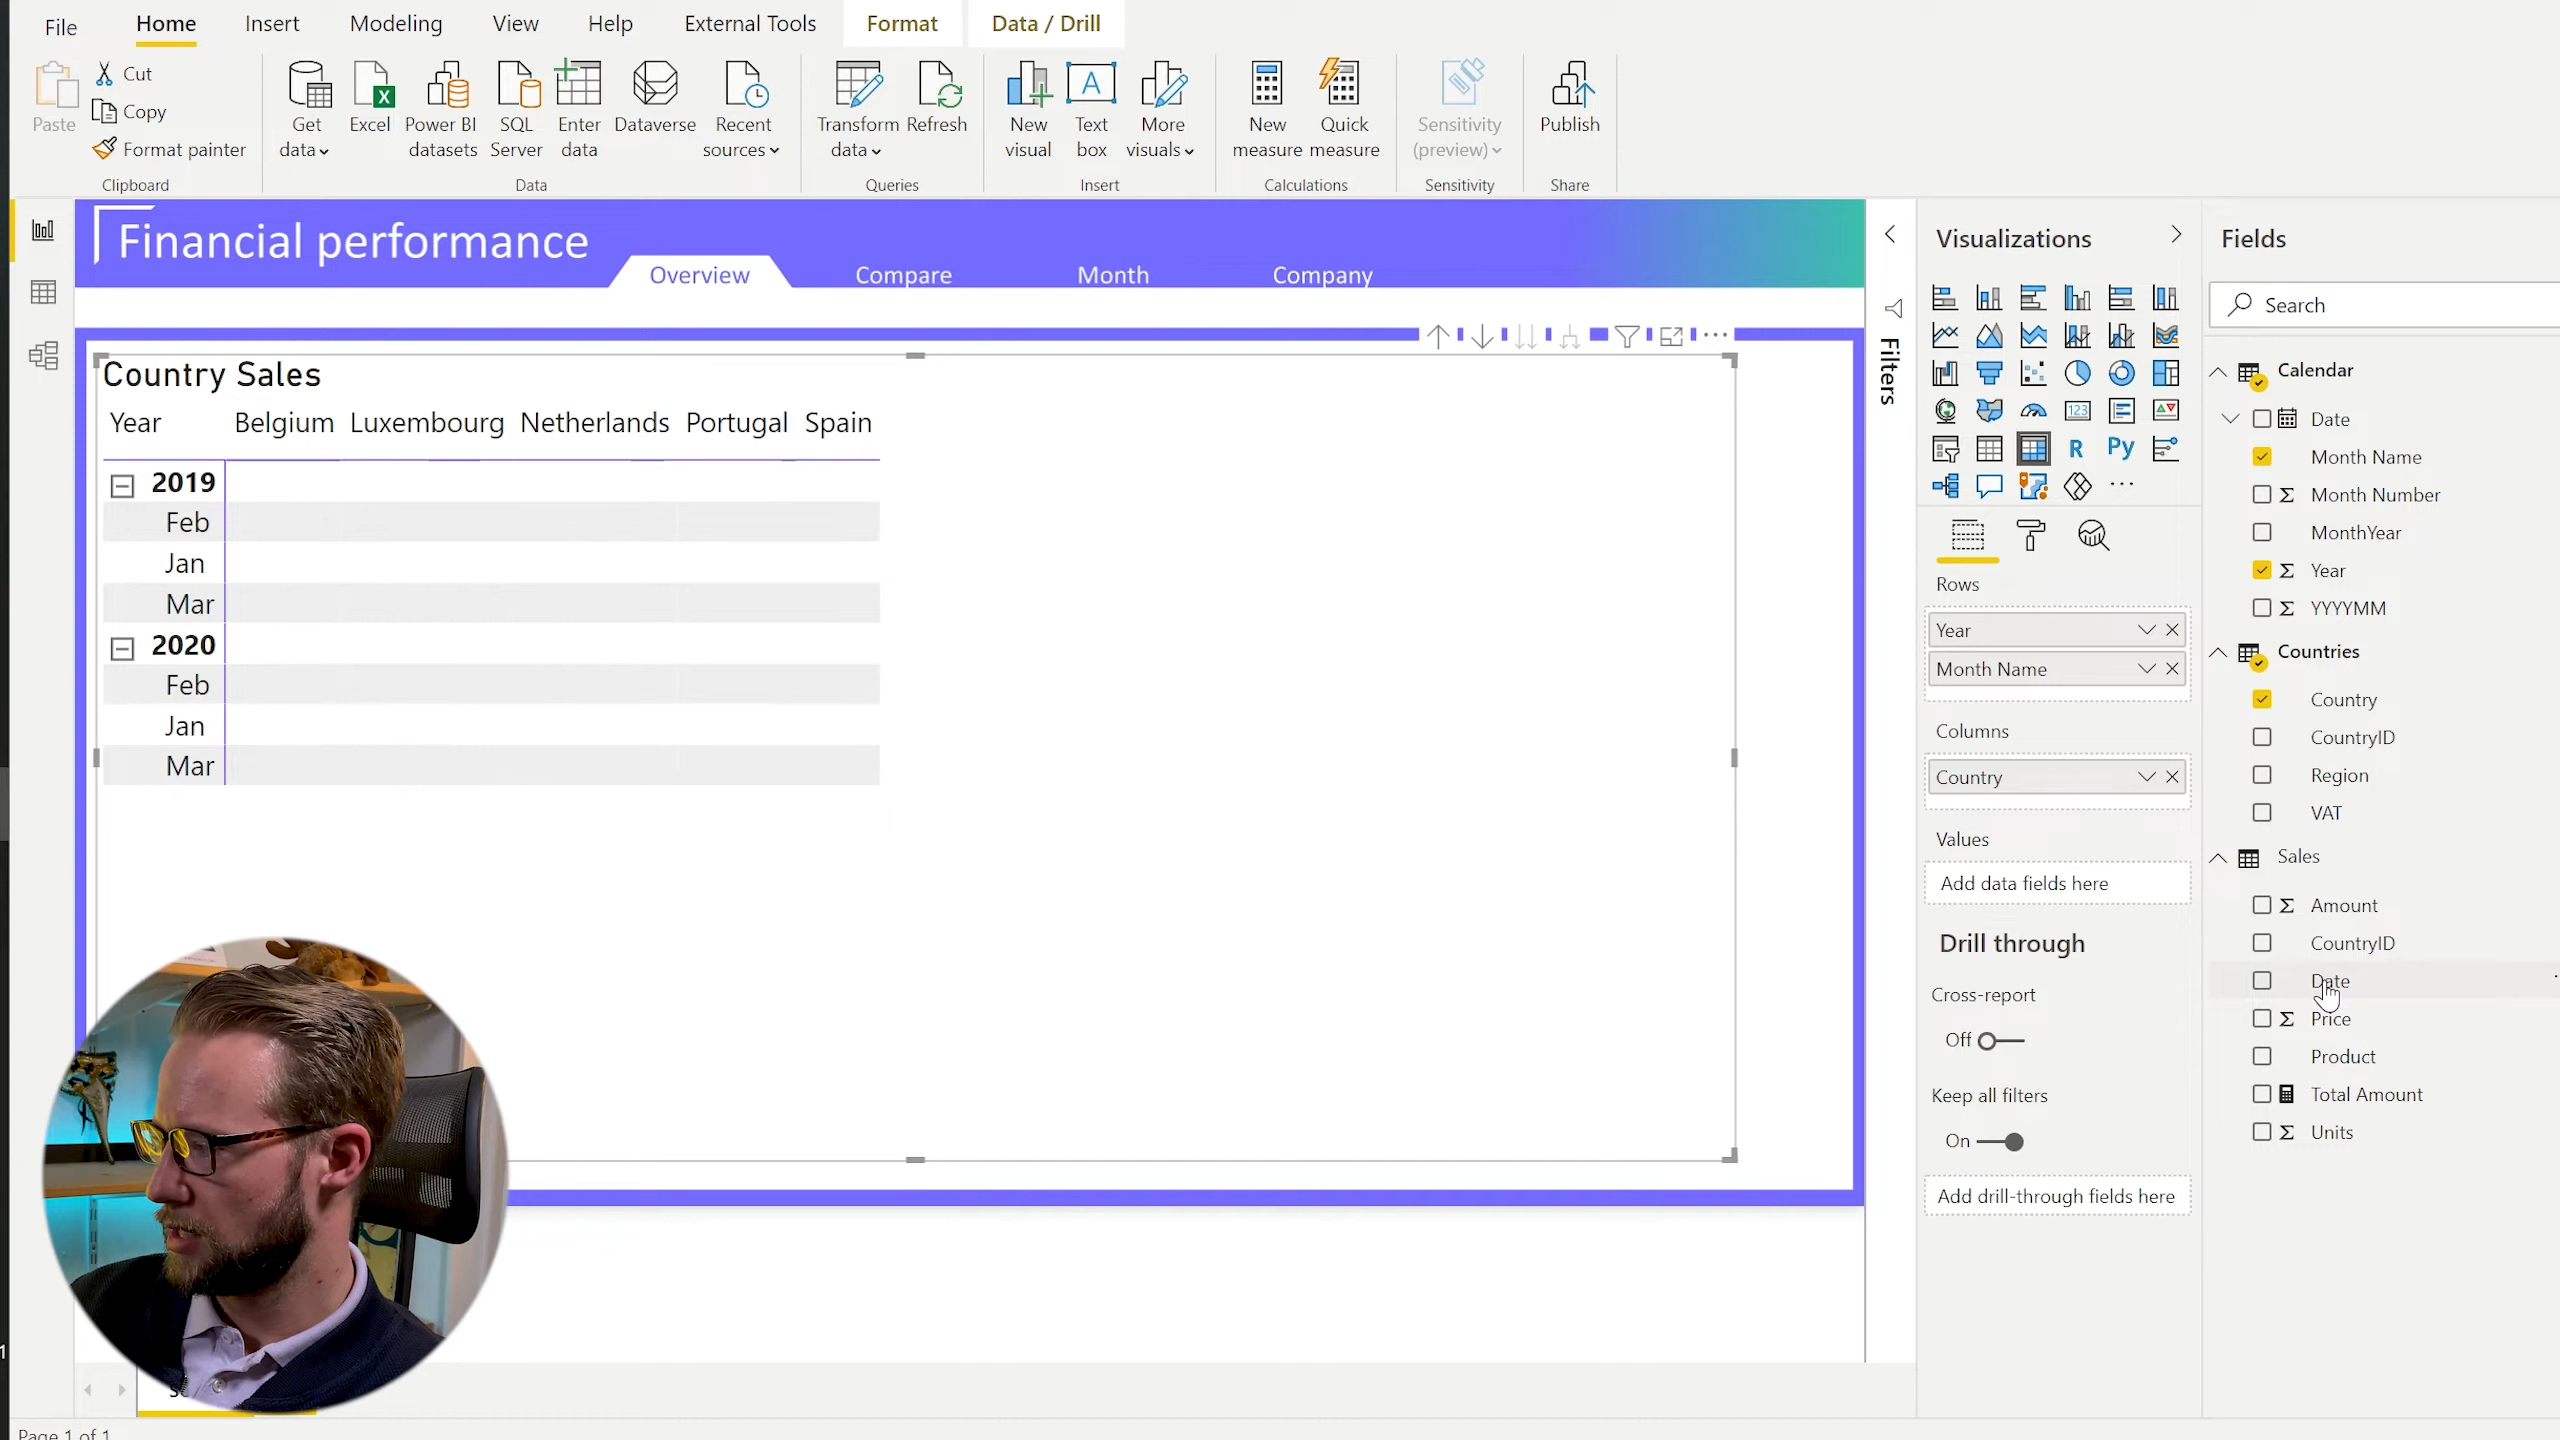 File
Home
Insert
Modeling
View
Help
External Tools
Format
Data / Drill
Paste
Cut
Copy
Format painter
Clipboard
Get data
Excel
Power BI datasets
SQL Server
Enter data
Dataverse
Recent sources
Data
Transform data
Refresh
Queries
New visual
A
Text box
More visuals
Insert
New measure
Quick measure
Calculations
Sensitivity (preview)
Sensitivity
Publish
Share
Financial performance
Overview
Compare
Month
Company
Country Sales
Year Belgium Luxembourg Netherlands Portugal Spain
2019
Feb
Jan
Mar
2020
Feb
Jan
Mar
Page 1 of 1
Filters
Visualizations
123
R
Py
Rows
Year
Month Name
Columns
Country
Values
Add data fields here
Drill through
Cross-report
Off
Keep all filters
On
Add drill-through fields here
Fields
Search
Calendar
Date
Month Name
Σ Month Number
MonthYear
Σ Year
Σ YYYYMM
Countries
Country
CountryID
Region
VAT
Sales
Σ Amount
CountryID
Date
Σ Price
Product
Total Amount
Σ Units